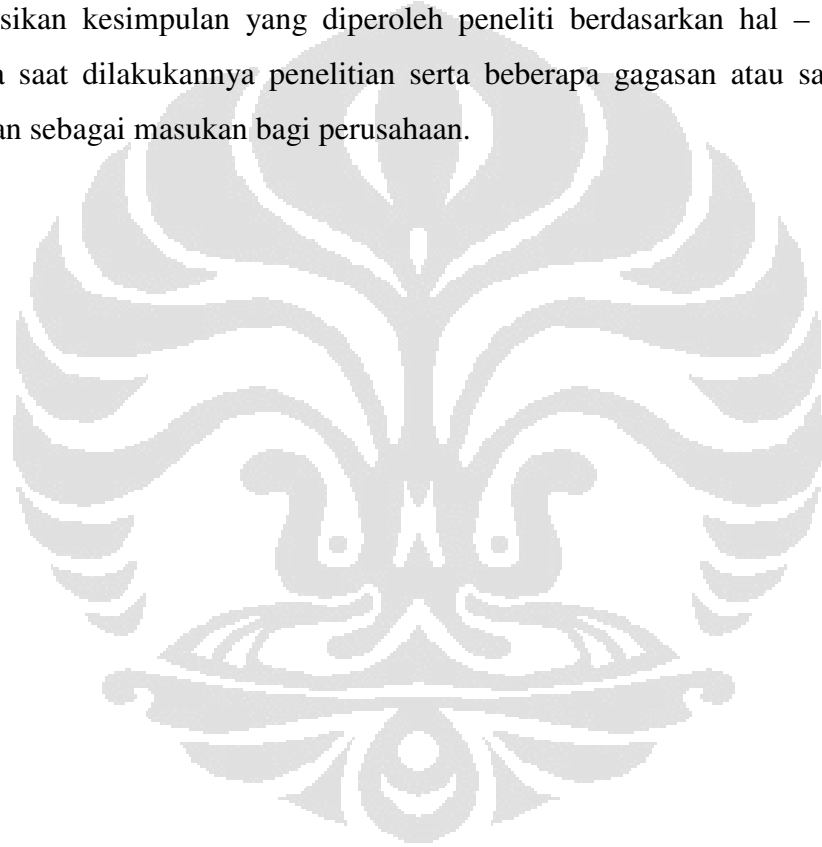 sikan kesimpulan yang diperoleh peneliti berdasarkan hal –
saat dilakukannya penelitian serta beberapa gagasan atau sa
an sebagai masukan bagi perusahaan.